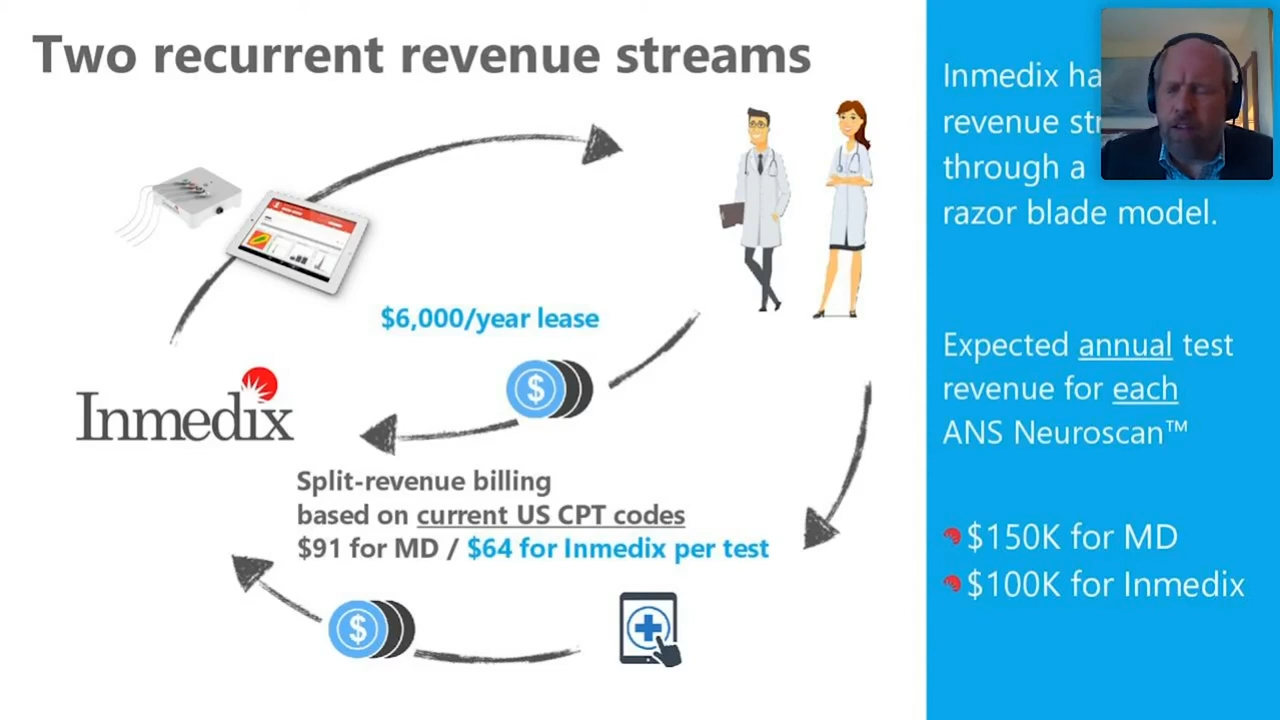 Two recurrent revenue streams
Inmedix
revenue
through a
razor blade model.
$6,000/year lease
$
Expected annual test
revenue for each
ANS Neuroscan™
Inmedix
Split-revenue billing
based on current US CPT codes
$91 for MD / $64 for Inmedix per test
$
$150K for MD
$100K for Inmedix